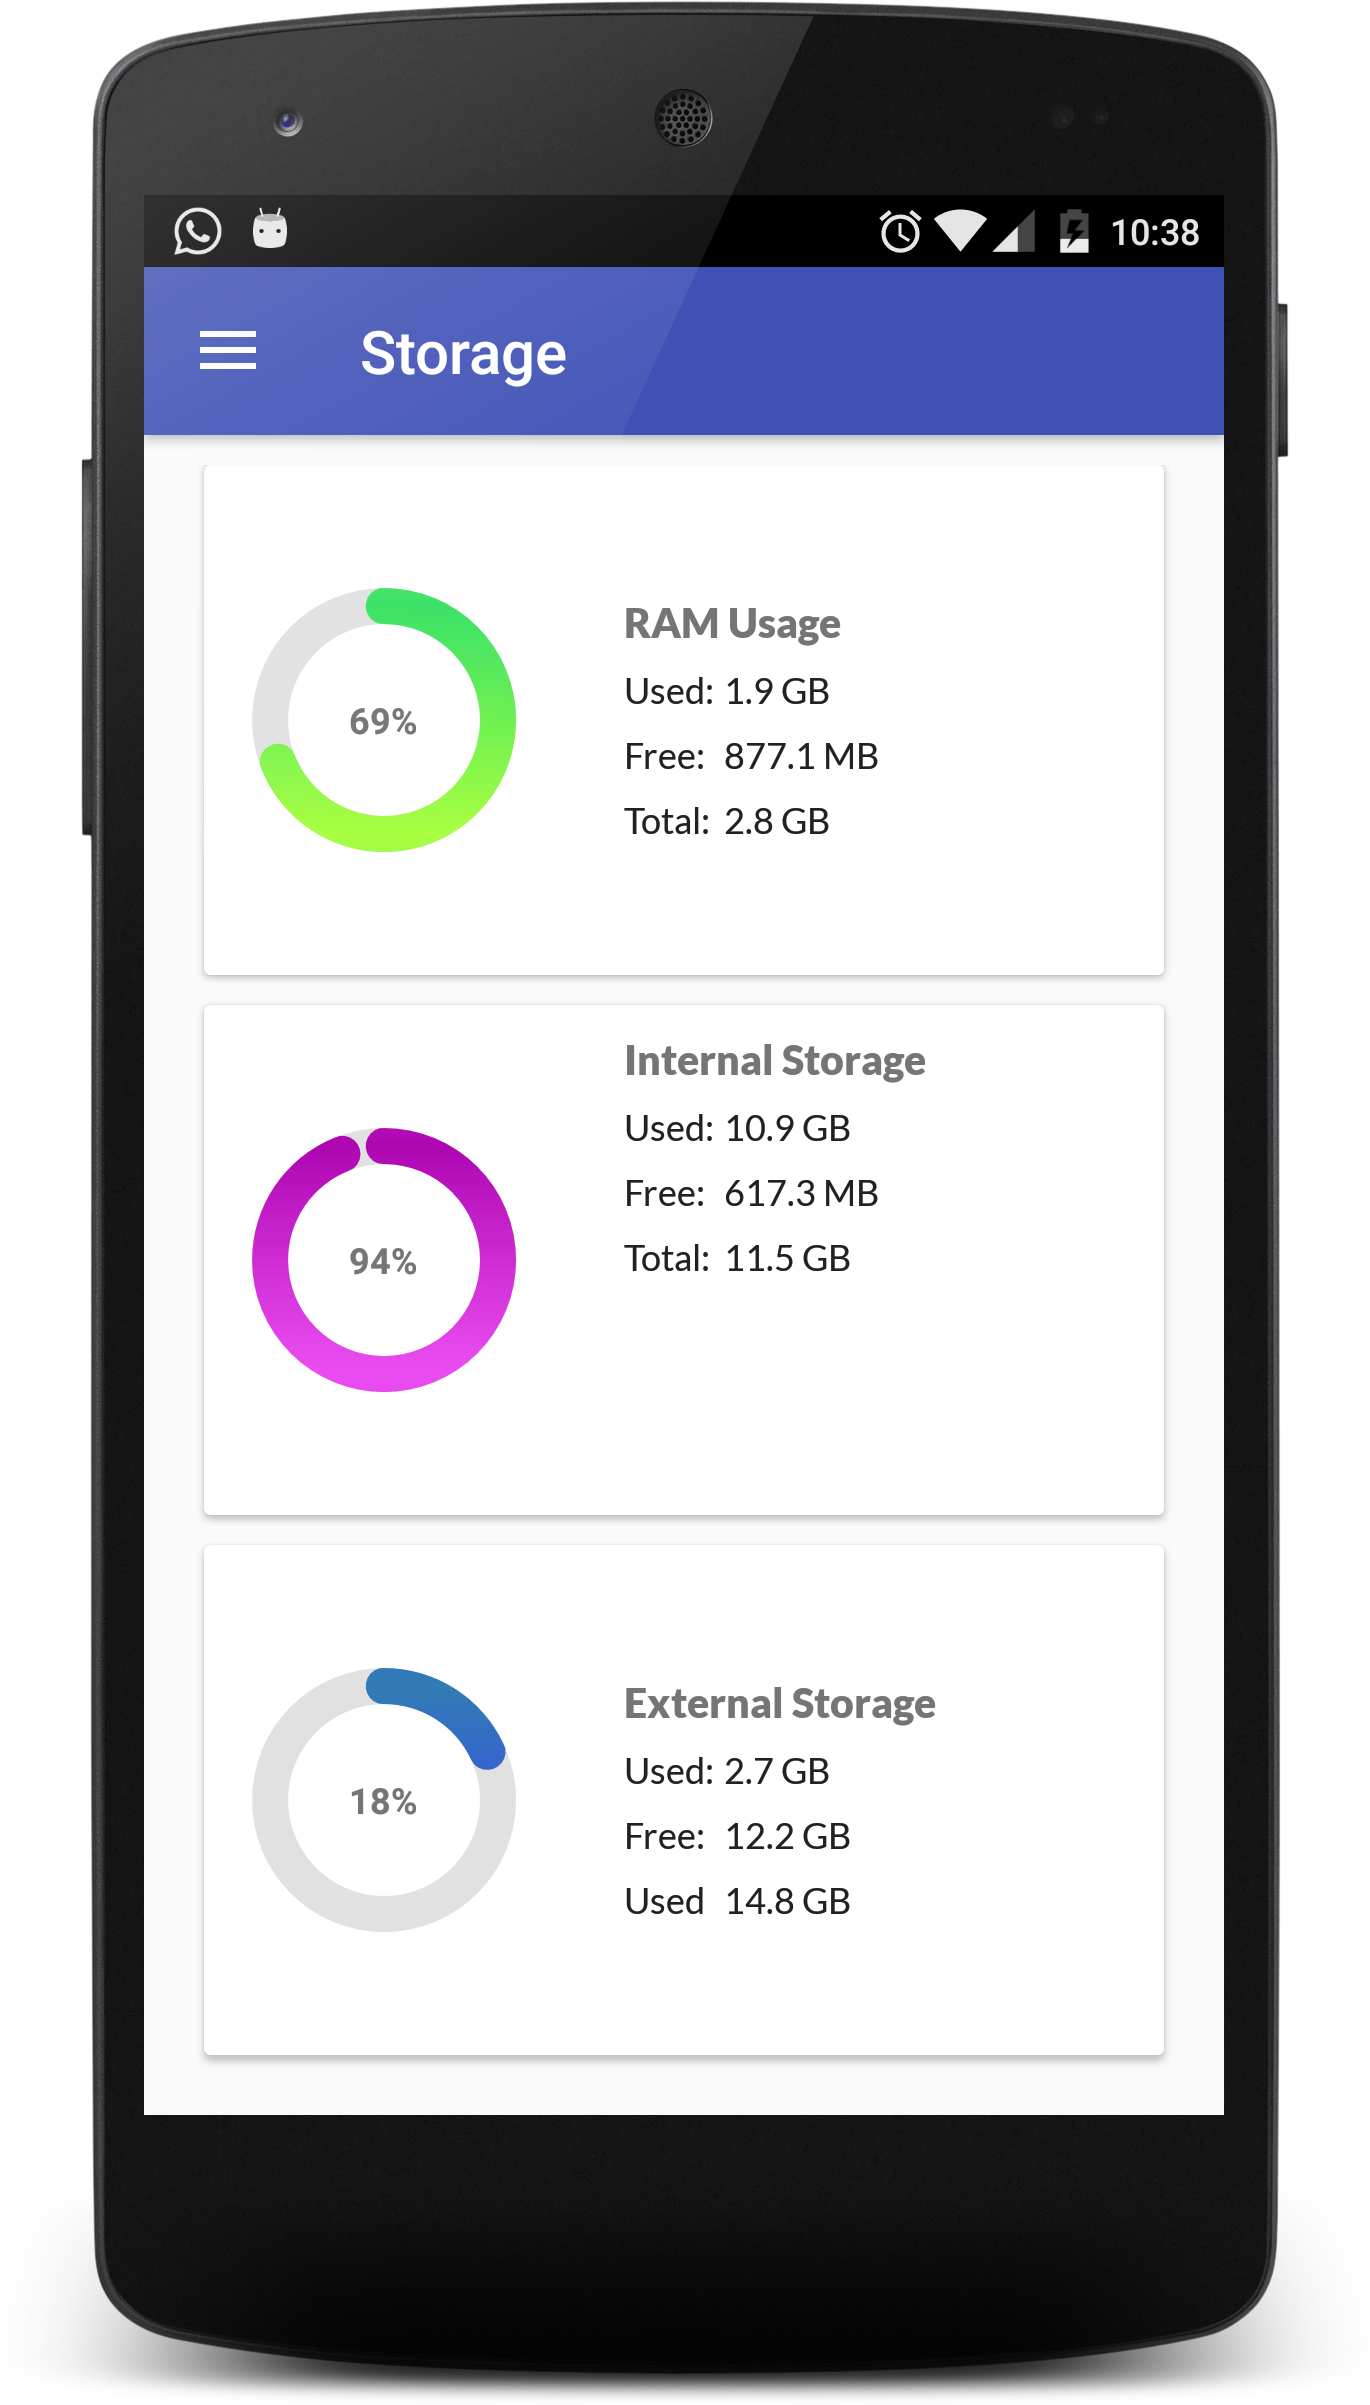 10:38
Storage
RAM Usage
69%
Used: 1.9 GB
Free: 877.1 MB
Total: 2.8 GB
Internal Storage
Used: 10.9 GB
Free: 617.3 MB
94%
Total: 11.5 GB
External Storage
Used: 2.7 GB
18%
Free: 12.2 GB
Used 14.8 GB